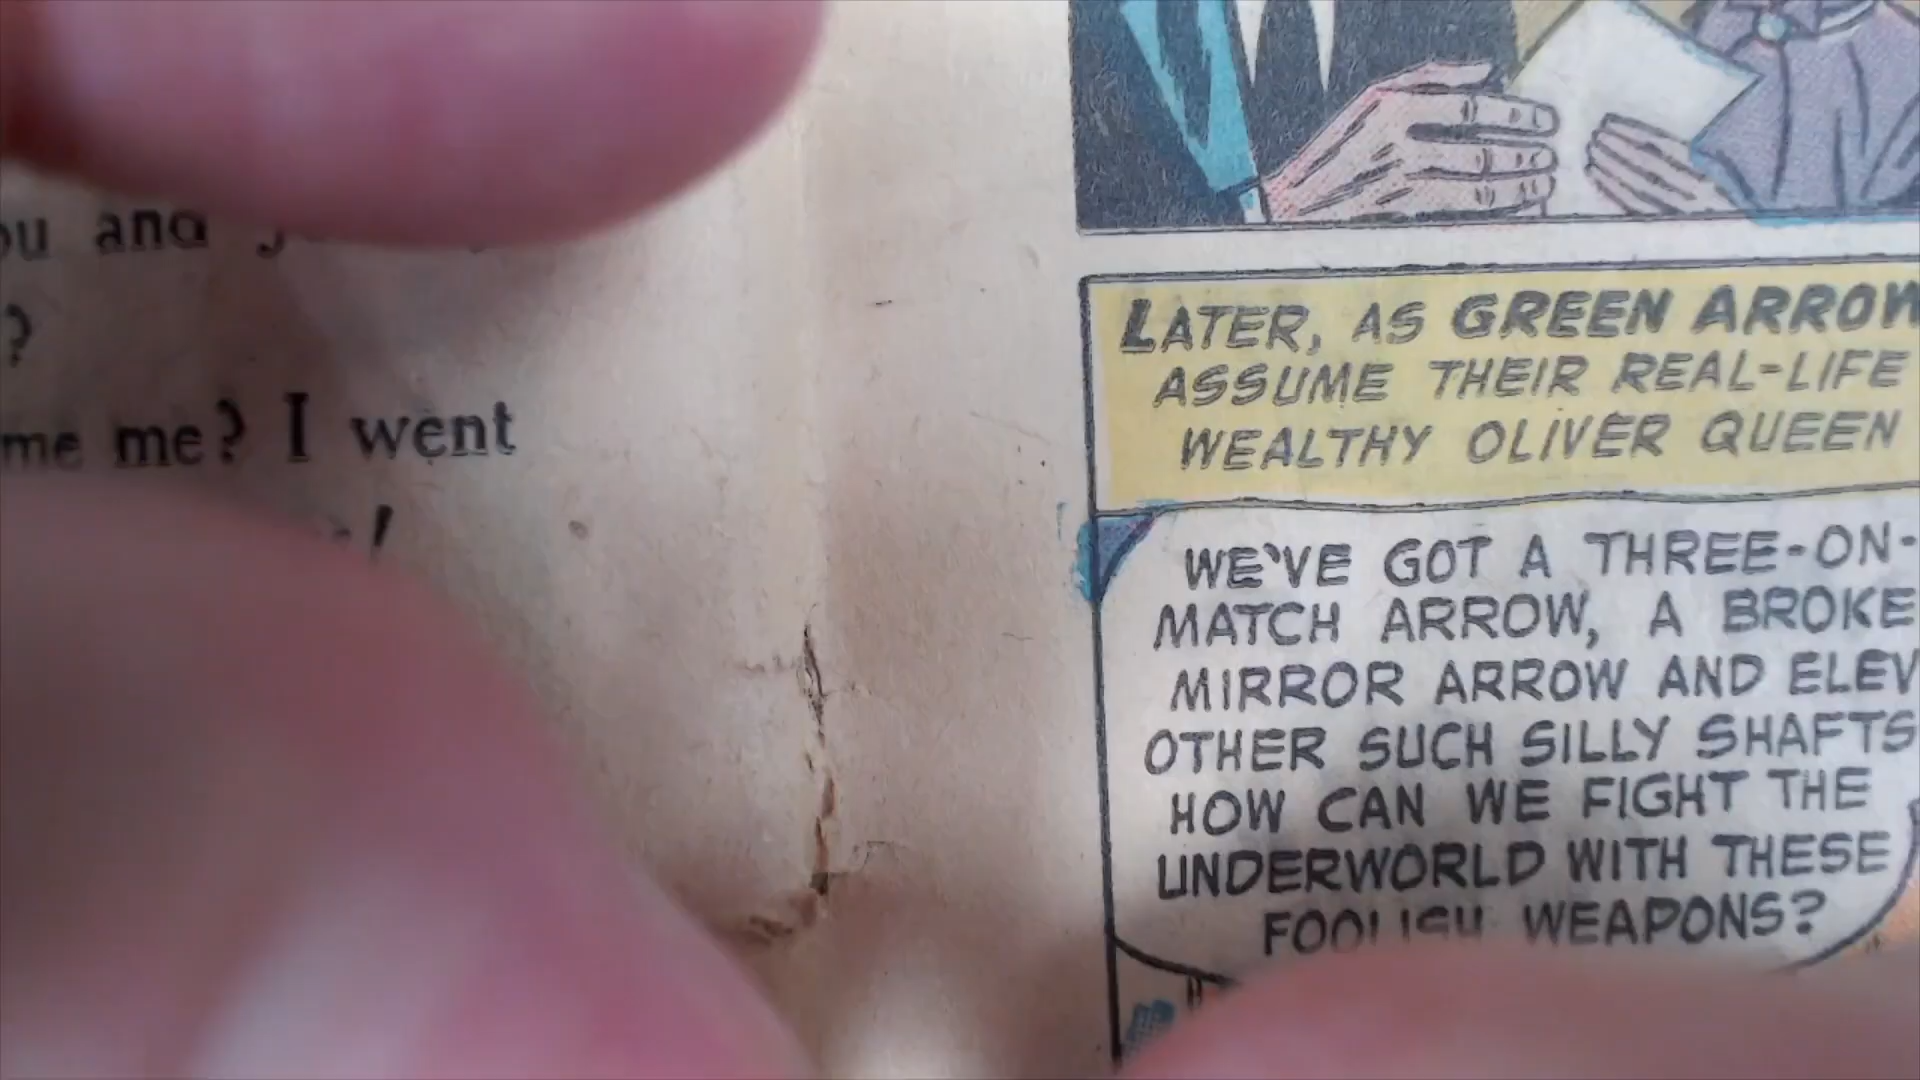 and
?
me? I went
!
LATER, AS GREEN ARROW
ASSUME THEIR REAL-LIFE
WEALTHY OLIVER QUEEN
WE'VE GOT A THREE-ON-
MATCH ARROW, A BROKE
MIRROR ARROW AND ELEV
OTHER SUCH SILLY SHAFTS
HOW CAN WE FIGHT THE
UNDERWORLD WITH THESE
FOOLISH WEAPONS?